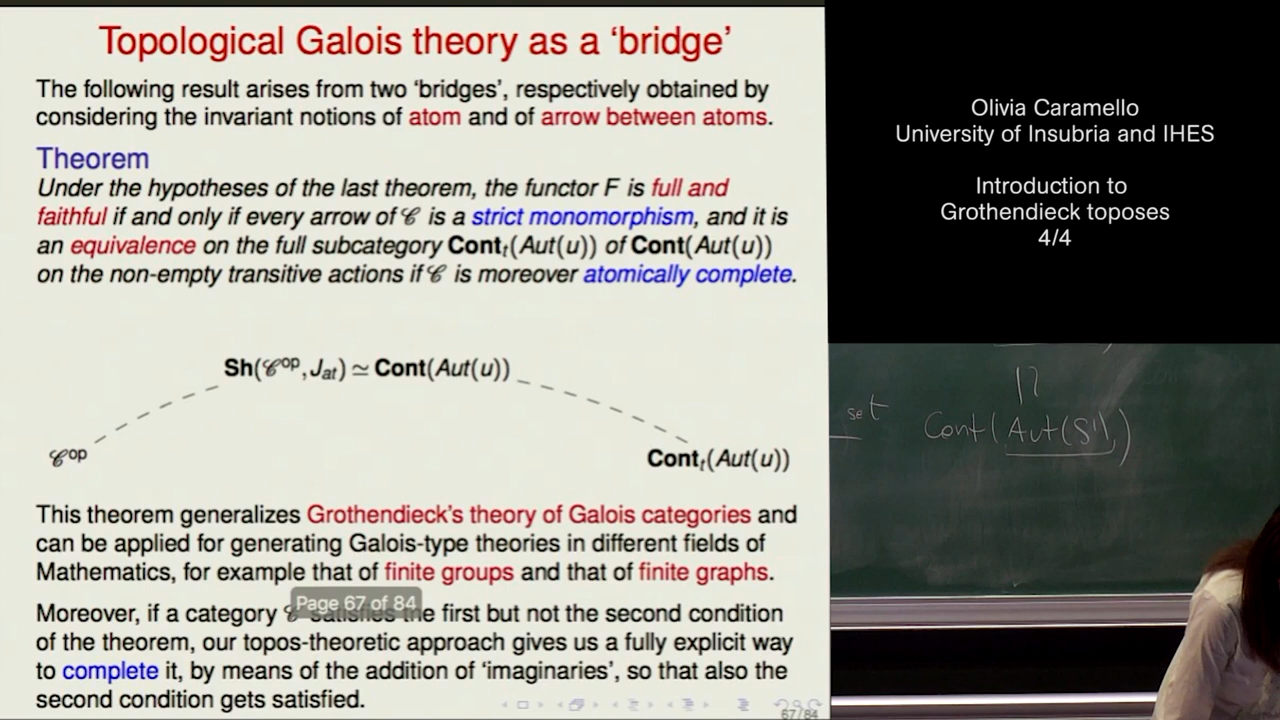 Topological Galois theory as a ‘bridge’
The following result arises from two ‘bridges’, respectively obtained by
considering the invariant notions of atom and of arrow between atoms.
Theorem
Under the hypotheses of the last theorem, the functor F is full and
faithful if and only if every arrow of 𝒞 is a strict monomorphism, and it is
an equivalence on the full subcategory Contₜ(Aut(u)) of Cont(Aut(u))
on the non-empty transitive actions if 𝒞 is moreover atomically complete.
Sh(𝒞ᵒᵖ, Jₐₜ) ≃ Cont(Aut(u))
𝒞ᵒᵖ
Contₜ(Aut(u))
This theorem generalizes Grothendieck’s theory of Galois categories and
can be applied for generating Galois-type theories in different fields of
Mathematics, for example that of finite groups and that of finite graphs.
Moreover, if a category 𝒞 satisfies the first but not the second condition
Page 67 of 84
of the theorem, our topos-theoretic approach gives us a fully explicit way
to complete it, by means of the addition of ‘imaginaries’, so that also the
second condition gets satisfied.
67/84
Olivia Caramello
University of Insubria and IHES
Introduction to
Grothendieck toposes
4/4
set
Cont(Aut(S'))